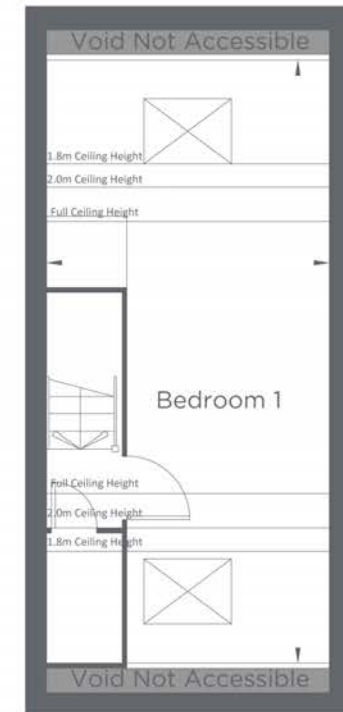 Void Not Accessible
1.8m Ceiling Height
2.0m Ceiling Height
Full Ceiling Height
Bedroom 1
Full Ceiling Height
2.0m Ceiling Height
1.8m Ceiling Height
Void Not Accessible